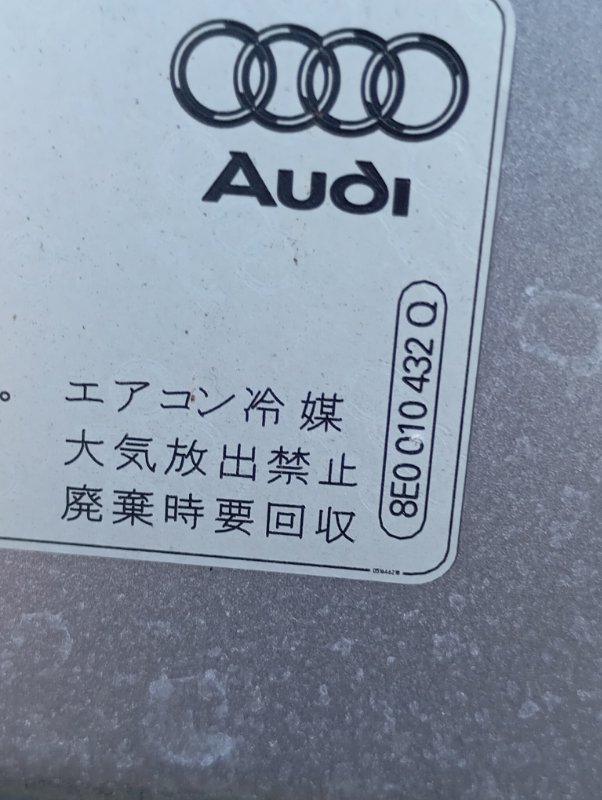 Audi
。
エアコン冷媒
大気放出禁止
廃棄時要回収
8E0 010 432 Q